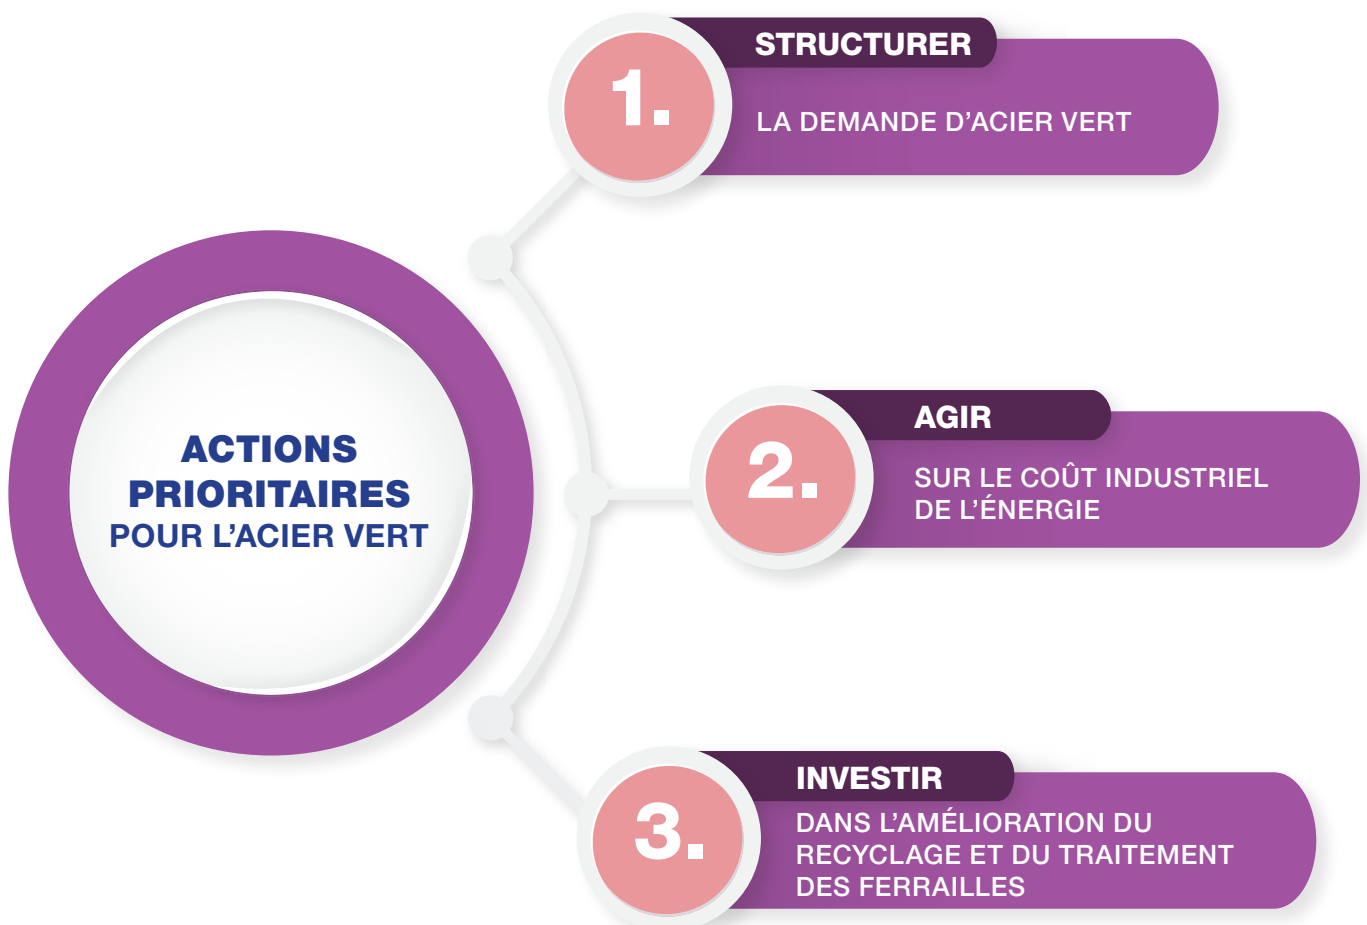 ACTIONS
PRIORITAIRES
POUR L'ACIER VERT
1.
STRUCTURER
LA DEMANDE D'ACIER VERT
2.
AGIR
SUR LE COÛT INDUSTRIEL
DE L'ÉNERGIE
3.
INVESTIR
DANS L'AMÉLIORATION DU
RECYCLAGE ET DU TRAITEMENT
DES FERRAILLES